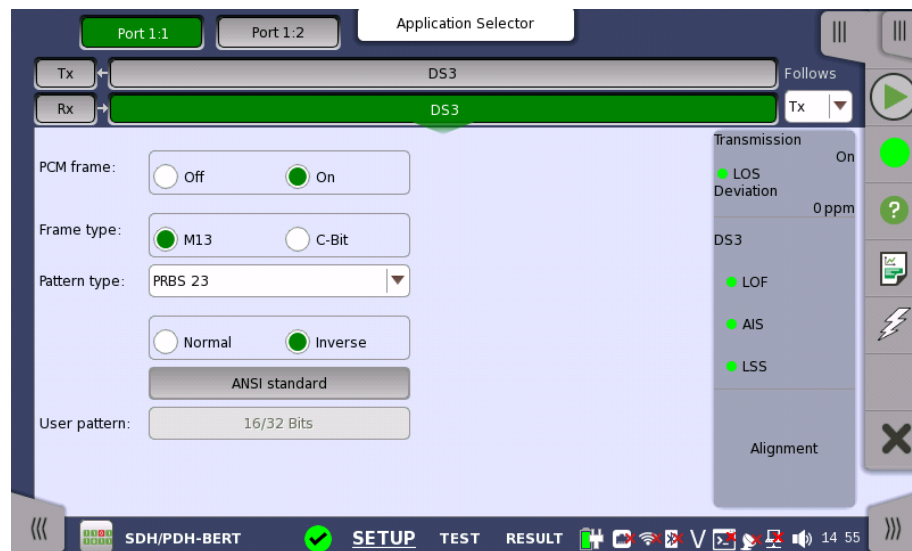 Port 1:1
Port 1:2
Application Selector
Tx
DS3
Follows
Rx
DS3
Tx
PCM frame:
Off
On
Frame type:
M13
C-Bit
Pattern type:
PRBS 23
Normal
Inverse
ANSI standard
User pattern:
16/32 Bits
Transmission
On
LOS
Deviation
0 ppm
DS3
LOF
AIS
LSS
Alignment
SDH/PDH-BERT
SETUP
TEST
RESULT
V
14 55